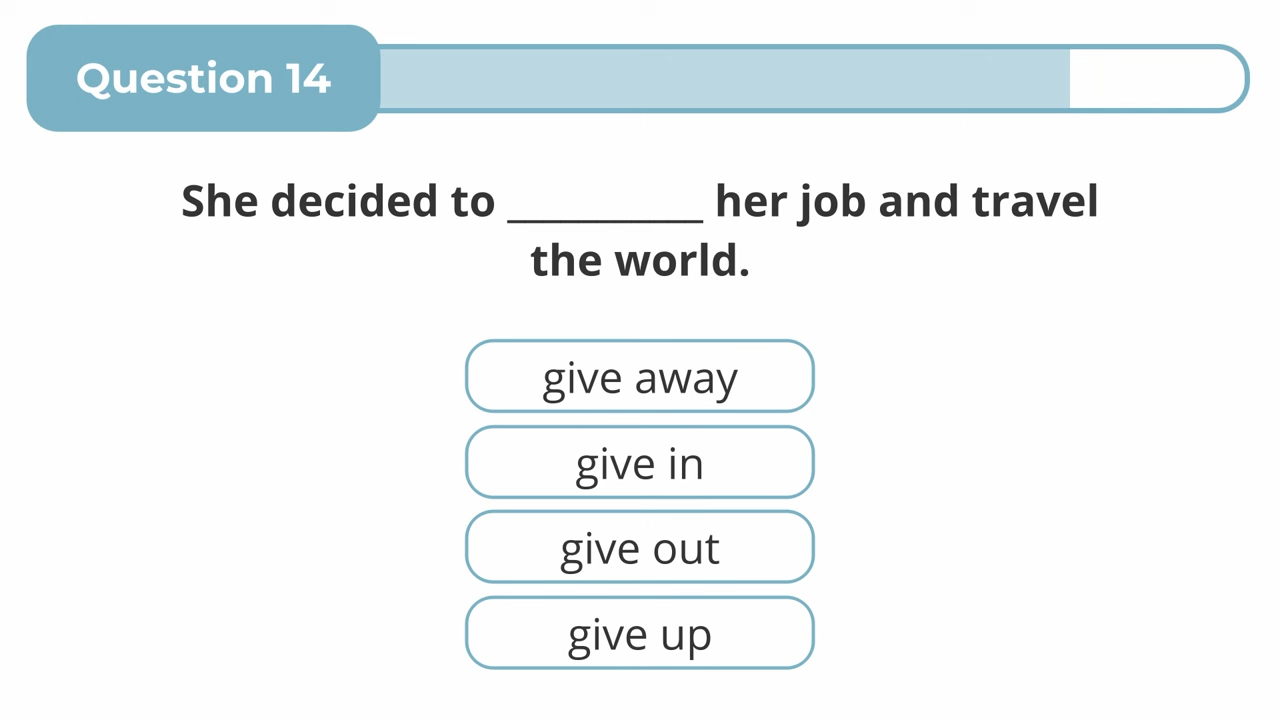 Question 14
She decided to ___________ her job and travel
the world.
give away
give in
give out
give up